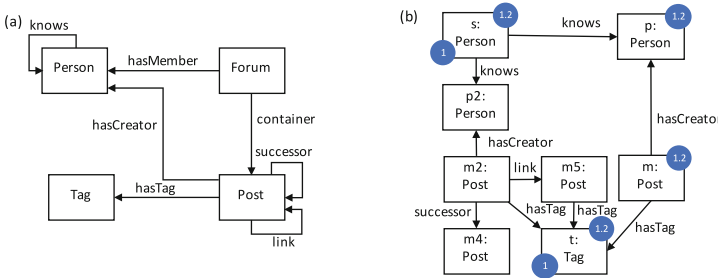 (a)
knows
Person
hasMember
Forum
hasCreator
container
successor
Tag
hasTag
Post
link
(b)
s:
Person
1.2
1
knows
p:
Person
1.2
knows
p2:
Person
hasCreator
hasCreator
m2:
Post
link
m5:
Post
m:
Post
1.2
successor
hasTag
hasTag
hasTag
m4:
Post
t:
Tag
1.2
1